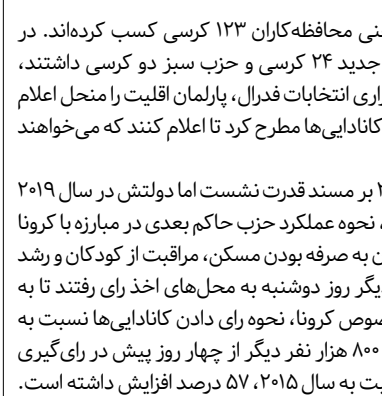 نی محافظه‌کاران ۱۲۳ کرسی کسب کرده‌اند. در
جدید ۲۴ کرسی و حزب سبز دو کرسی داشتند،
اری انتخابات فدرال، پارلمان اقلیت را منحل اعلام
کانادایی‌ها مطرح کرد تا اعلام کنند که می‌خواهند
بر مسند قدرت نشست اما دولتش در سال ۲۰۱۹
، نحوه عملکرد حزب حاکم بعدی در مبارزه با کرونا
ن به صرفه بودن مسکن، مراقبت از کودکان و رشد
دیگر روز دوشنبه به محل‌های اخذ رای رفتند تا به
صوص کرونا، نحوه رای دادن کانادایی‌ها نسبت به
۸۰۰ هزار نفر دیگر از چهار روز پیش در رای‌گیری
بت به سال ۲۰۱۵، ۵۷ درصد افزایش داشته است.